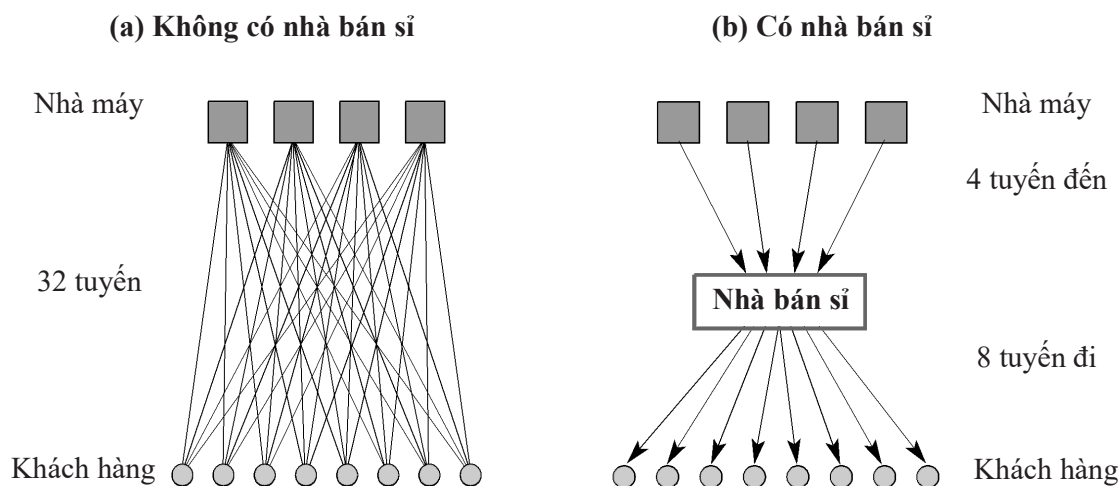 (a) Không có nhà bán sỉ
Nhà máy
32 tuyến
Khách hàng
(b) Có nhà bán sỉ
Nhà máy
4 tuyến đến
Nhà bán sỉ
8 tuyến đi
Khách hàng